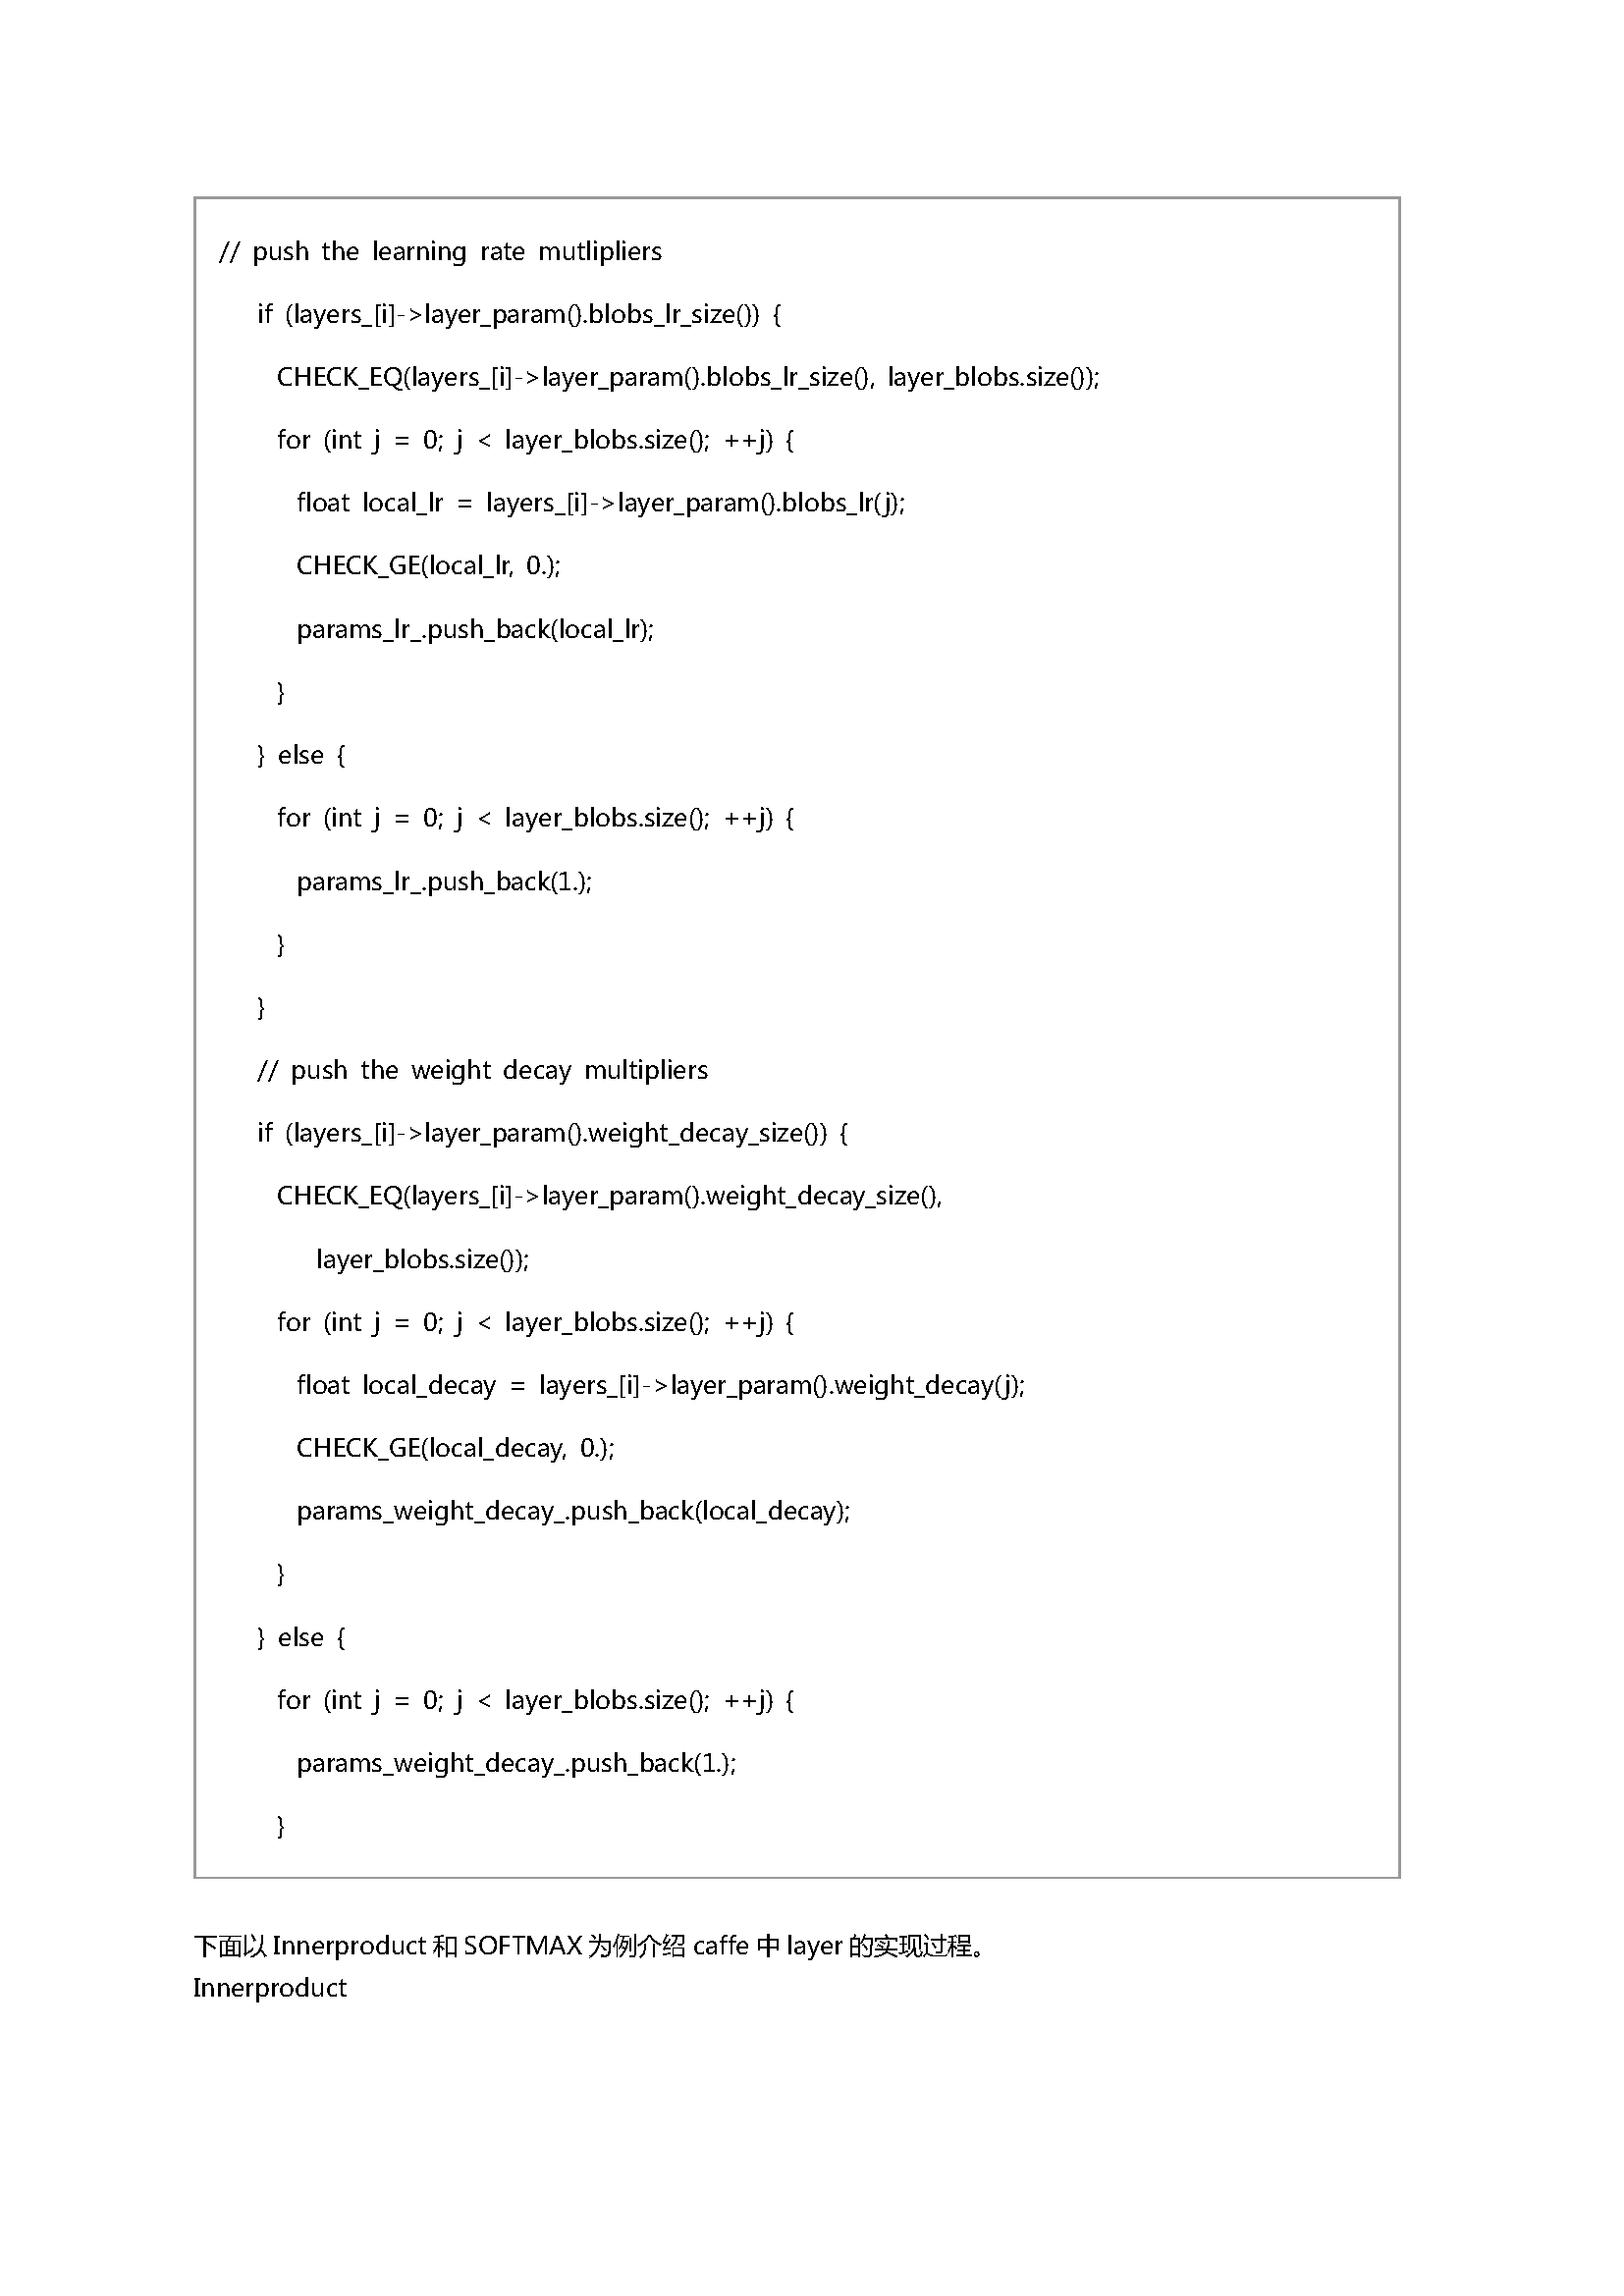 // push the learning rate mutlipliers
if (layers_[i]->layer_param().blobs_lr_size()) {
CHECK_EQ(layers_[i]->layer_param().blobs_lr_size(), layer_blobs.size());
for (int j = 0; j < layer_blobs.size(); ++j) {
float local_lr = layers_[i]->layer_param().blobs_lr(j);
CHECK_GE(local_lr, 0.);
params_lr_.push_back(local_lr);
}
} else {
for (int j = 0; j < layer_blobs.size(); ++j) {
params_lr_.push_back(1.);
}
}
// push the weight decay multipliers
if (layers_[i]->layer_param().weight_decay_size()) {
CHECK_EQ(layers_[i]->layer_param().weight_decay_size(),
layer_blobs.size());
for (int j = 0; j < layer_blobs.size(); ++j) {
float local_decay = layers_[i]->layer_param().weight_decay(j);
CHECK_GE(local_decay, 0.);
params_weight_decay_.push_back(local_decay);
}
} else {
for (int j = 0; j < layer_blobs.size(); ++j) {
params_weight_decay_.push_back(1.);
}
下面以 Innerproduct 和 SOFTMAX 为例介绍 caffe 中 layer 的实现过程。
Innerproduct